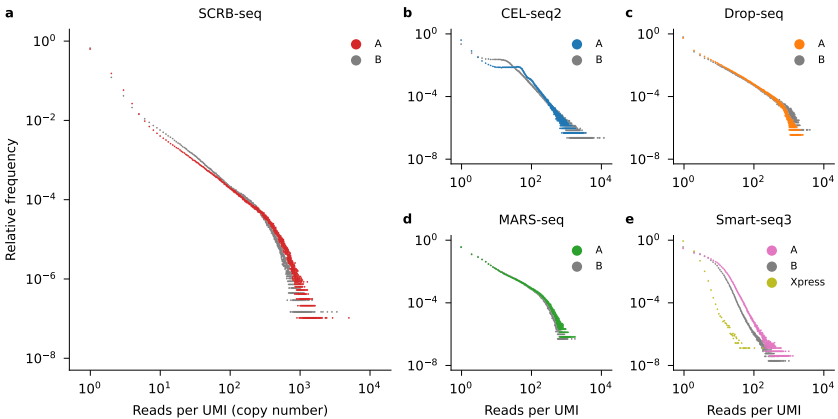 a
SCRB-seq
A
B
10⁰
10⁻²
10⁻⁴
10⁻⁶
10⁻⁸
Relative frequency
10⁰ 10¹ 10² 10³ 10⁴
Reads per UMI (copy number)
b
CEL-seq2
A
B
10⁰
10⁻⁴
10⁻⁸
10⁰ 10² 10⁴
c
Drop-seq
A
B
10⁰
10⁻⁴
10⁻⁸
10⁰ 10² 10⁴
d
MARS-seq
A
B
10⁰
10⁻⁴
10⁻⁸
10⁰ 10² 10⁴
Reads per UMI
e
Smart-seq3
A
B
Xpress
10⁰
10⁻⁴
10⁻⁸
10⁰ 10² 10⁴
Reads per UMI